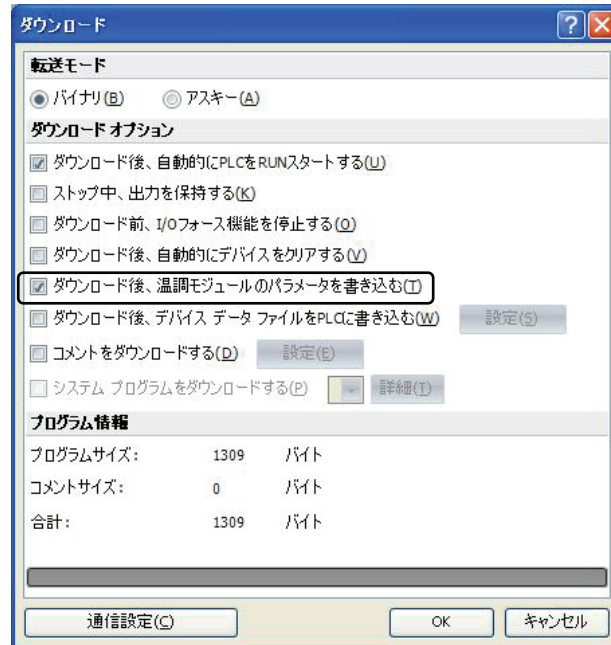 ダウンロード
転送モード
バイナリ(B) アスキー(A)
ダウンロード オプション
ダウンロード後、自動的にPLCをRUNスタートする(U)
ストップ中、出力を保持する(K)
ダウンロード前、I/Oフォース機能を停止する(O)
ダウンロード後、自動的にデバイスをクリアする(V)
ダウンロード後、温調モジュールのパラメータを書き込む(T)
ダウンロード後、デバイス データ ファイルをPLCに書き込む(W) 設定(S)
コメントをダウンロードする(D) 設定(E)
システム プログラムをダウンロードする(P) 詳細(I)
プログラム情報
プログラムサイズ: 1309 バイト
コメントサイズ: 0 バイト
合計: 1309 バイト
通信設定(C) OK キャンセル